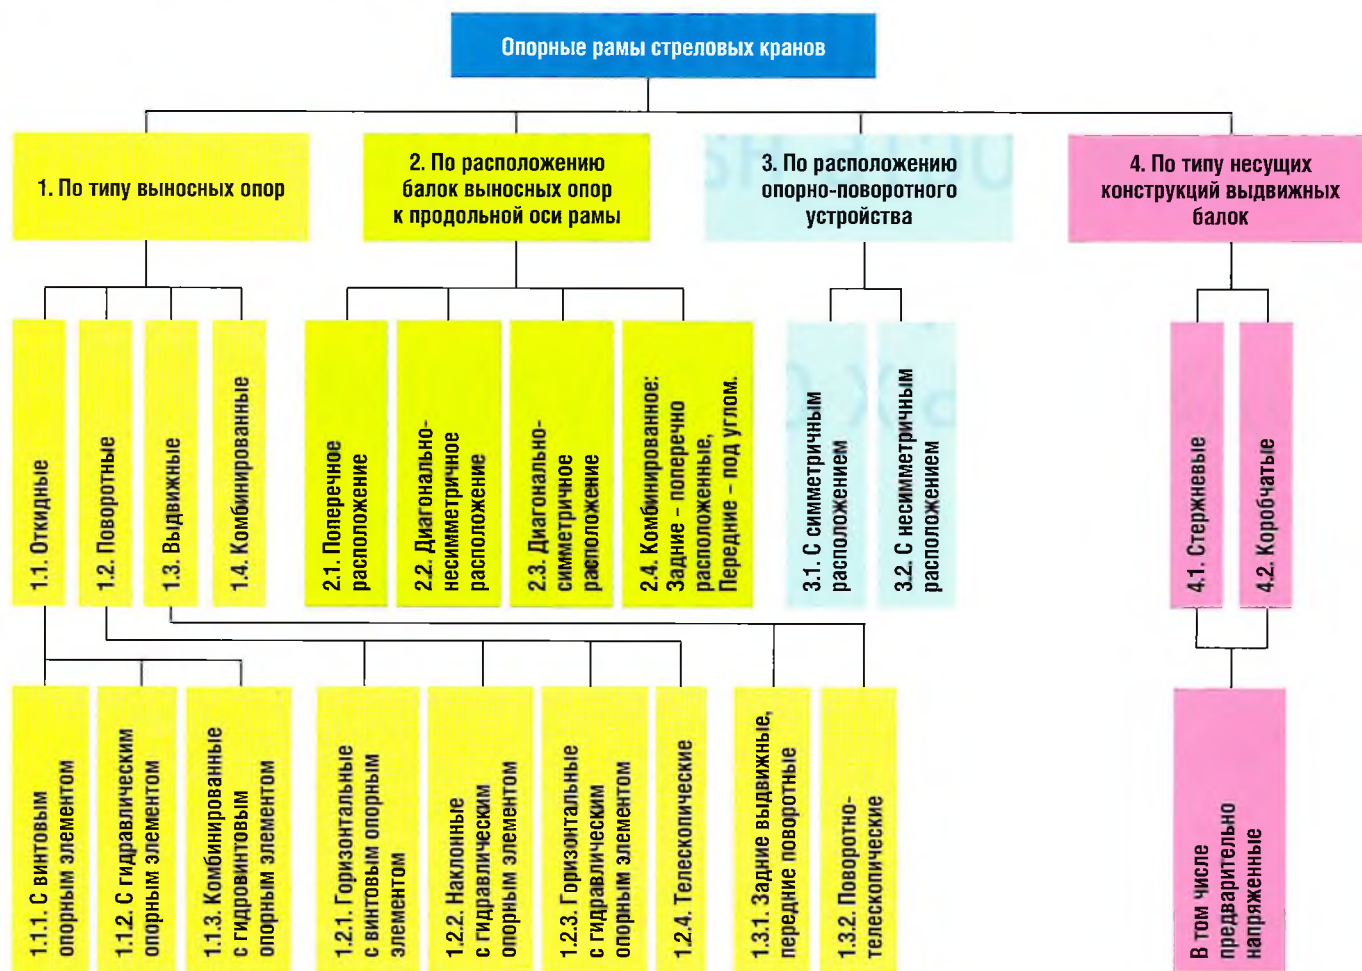 Опорные рамы стреловых кранов
1. По типу выносных опор
2. По расположению
балок выносных опор
к продольной оси рамы
3. По расположению
опорно-поворотного
устройства
4. По типу несущих
конструкций выдвижных
балок
1.1. Откидные
1.2. Поворотные
1.3. Выдвижные
1.4. Комбинированные
2.1. Поперечное
расположение
2.2. Диагонально-
несимметричное
расположение
2.3. Диагонально-
симметричное
расположение
2.4. Комбинированное:
Задние – поперечно
расположенные,
Передние – под углом.
3.1. С симметричным
расположением
3.2. С несимметричным
расположением
4.1. Стержневые
4.2. Коробчатые
1.1.1. С винтовым
опорным элементом
1.1.2. С гидравлическим
опорным элементом
1.1.3. Комбинированные
с гидровинтовым
опорным элементом
1.2.1. Горизонтальные
с винтовым опорным
элементом
1.2.2. Наклонные
с гидравлическим
опорным элементом
1.2.3. Горизонтальные
с гидравлическим
опорным элементом
1.2.4. Телескопические
1.3.1. Задние выдвижные,
передние поворотные
1.3.2. Поворотно-
телескопические
В том числе
предварительно
напряженные